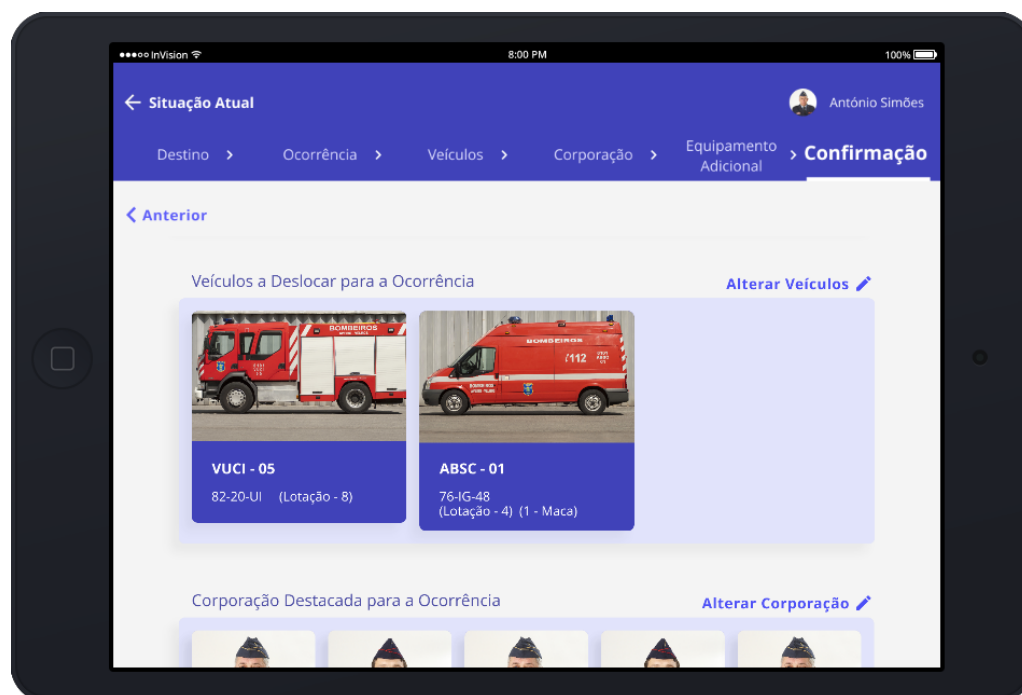 InVision
8:00 PM
100%
Situação Atual
António Simões
Destino
Ocorrência
Veículos
Corporação
Equipamento
Adicional
Confirmação
Anterior
Veículos a Deslocar para a Ocorrência
Alterar Veículos
BOMBEIROS
BOMBEIROS
112
VUCI - 05
82-20-UI (Lotação - 8)
ABSC - 01
76-IG-48
(Lotação - 4) (1 - Maca)
Corporação Destacada para a Ocorrência
Alterar Corporação